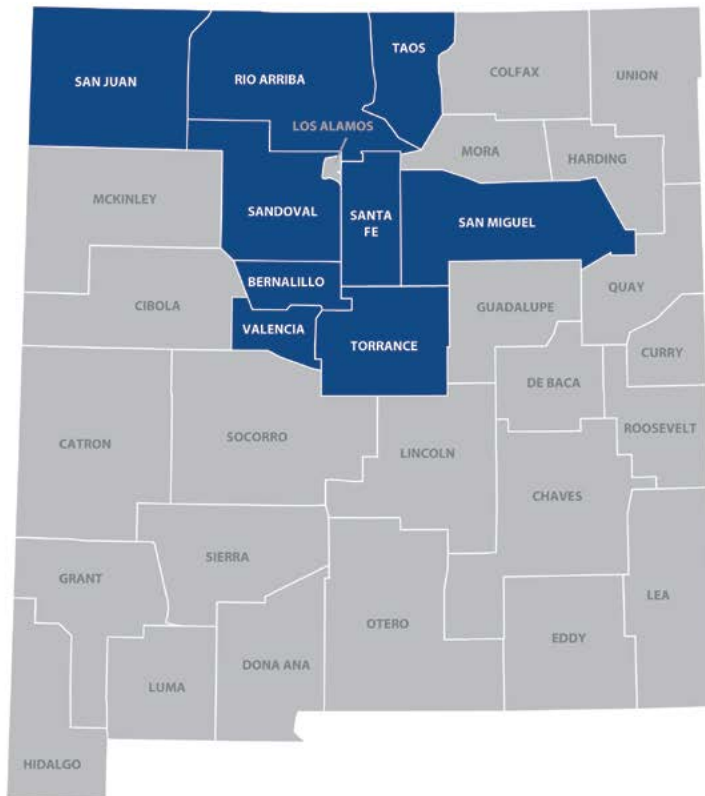 TAOS
COLFAX
UNION
SAN JUAN
RIO ARRIBA
LOS ALAMOS
MORA
HARDING
MCKINLEY
SANDOVAL
SANTA
FE
SAN MIGUEL
BERNALILLO
QUAY
CIBOLA
GUADALUPE
VALENCIA
TORRANCE
CURRY
DE BACA
ROOSEVELT
CATRON
SOCORRO
LINCOLN
CHAVES
SIERRA
GRANT
LEA
OTERO
EDDY
DONA ANA
LUMA
HIDALGO